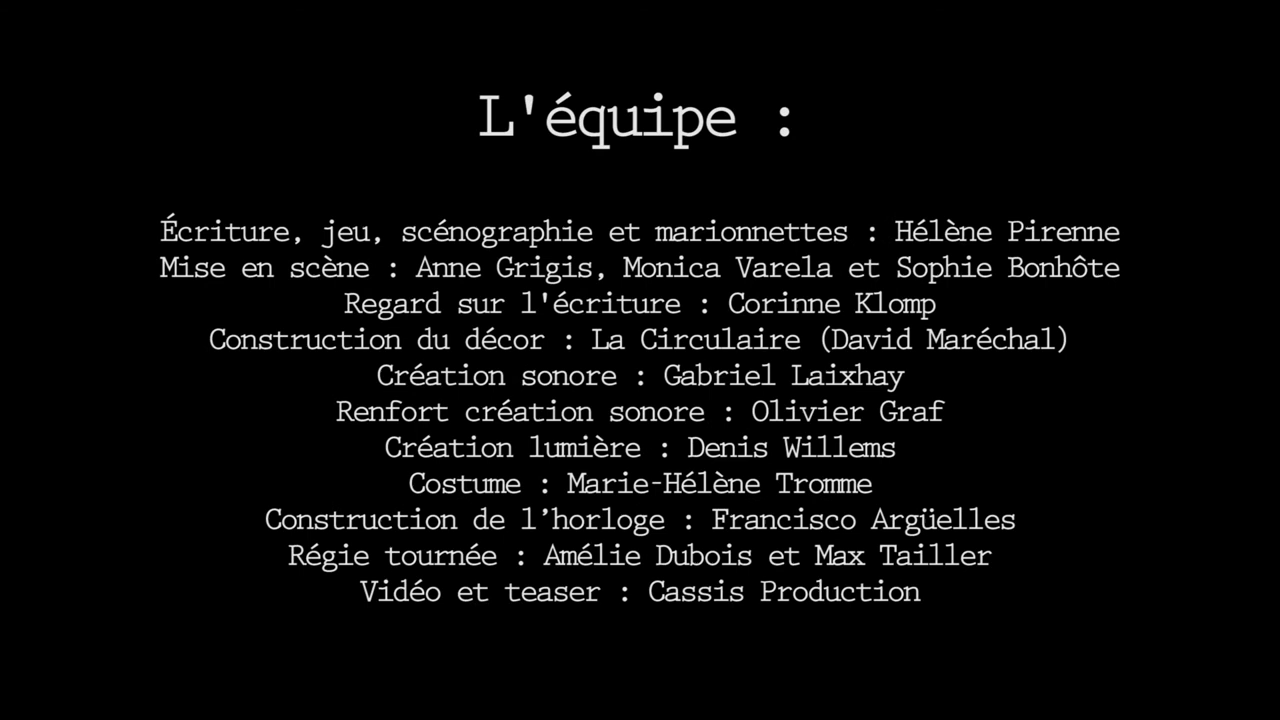 L'équipe :
Écriture, jeu, scénographie et marionnettes : Hélène Pirenne
Mise en scène : Anne Grigis, Monica Varela et Sophie Bonhôte
Regard sur l'écriture : Corinne Klomp
Construction du décor : La Circulaire (David Maréchal)
Création sonore : Gabriel Laixhay
Renfort création sonore : Olivier Graf
Création lumière : Denis Willems
Costume : Marie-Hélène Tromme
Construction de l’horloge : Francisco Argüelles
Régie tournée : Amélie Dubois et Max Tailler
Vidéo et teaser : Cassis Production